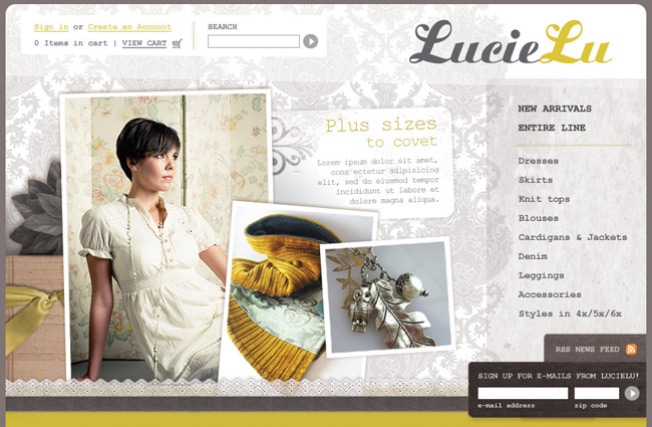 Sign in or Create an Account
0 Items in cart | VIEW CART
SEARCH
LucieLu
Plus sizes
to covet
Lorem ipsum dolor sit amet,
cons ectetur adipisicing
elit, sed do eiusmod tempor
incididunt ut labore et
dolore magna aliqua.
NEW ARRIVALS
ENTIRE LINE
Dresses
Skirts
Knit tops
Blouses
Cardigans & Jackets
Denim
Leggings
Accessories
Styles in 4x/5x/6x
RSS NEWS FEED
SIGN UP FOR E-MAILS FROM LUCIELU!
e-mail address
zip code